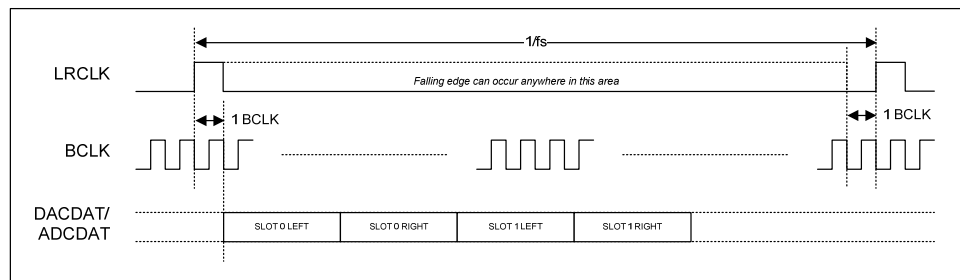 1/fs
LRCLK
Falling edge can occur anywhere in this area
1 BCLK
1 BCLK
BCLK
DACDAT/
ADCDAT
SLOT 0 LEFT
SLOT 0 RIGHT
SLOT 1 LEFT
SLOT 1 RIGHT